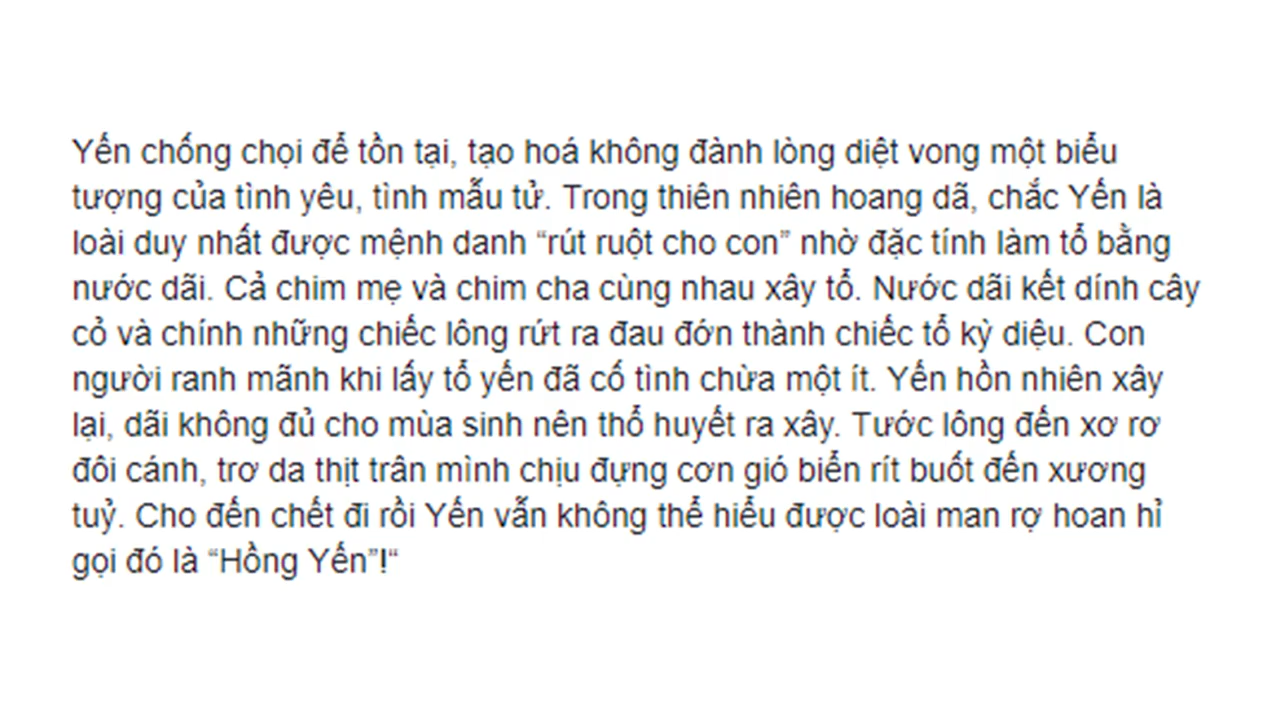 Yến chống chọi để tồn tại, tạo hoá không đành lòng diệt vong một biểu
tượng của tình yêu, tình mẫu tử. Trong thiên nhiên hoang dã, chắc Yến là
loài duy nhất được mệnh danh “rút ruột cho con” nhờ đặc tính làm tổ bằng
nước dãi. Cả chim mẹ và chim cha cùng nhau xây tổ. Nước dãi kết dính cây
cỏ và chính những chiếc lông rứt ra đau đớn thành chiếc tổ kỳ diệu. Con
người ranh mãnh khi lấy tổ yến đã cố tình chừa một ít. Yến hồn nhiên xây
lại, dãi không đủ cho mùa sinh nên thổ huyết ra xây. Tước lông đến xơ rơ
đôi cánh, trơ da thịt trân mình chịu đựng cơn gió biển rít buốt đến xương
tuỷ. Cho đến chết đi rồi Yến vẫn không thể hiểu được loài man rợ hoan hỉ
gọi đó là “Hồng Yến”!“